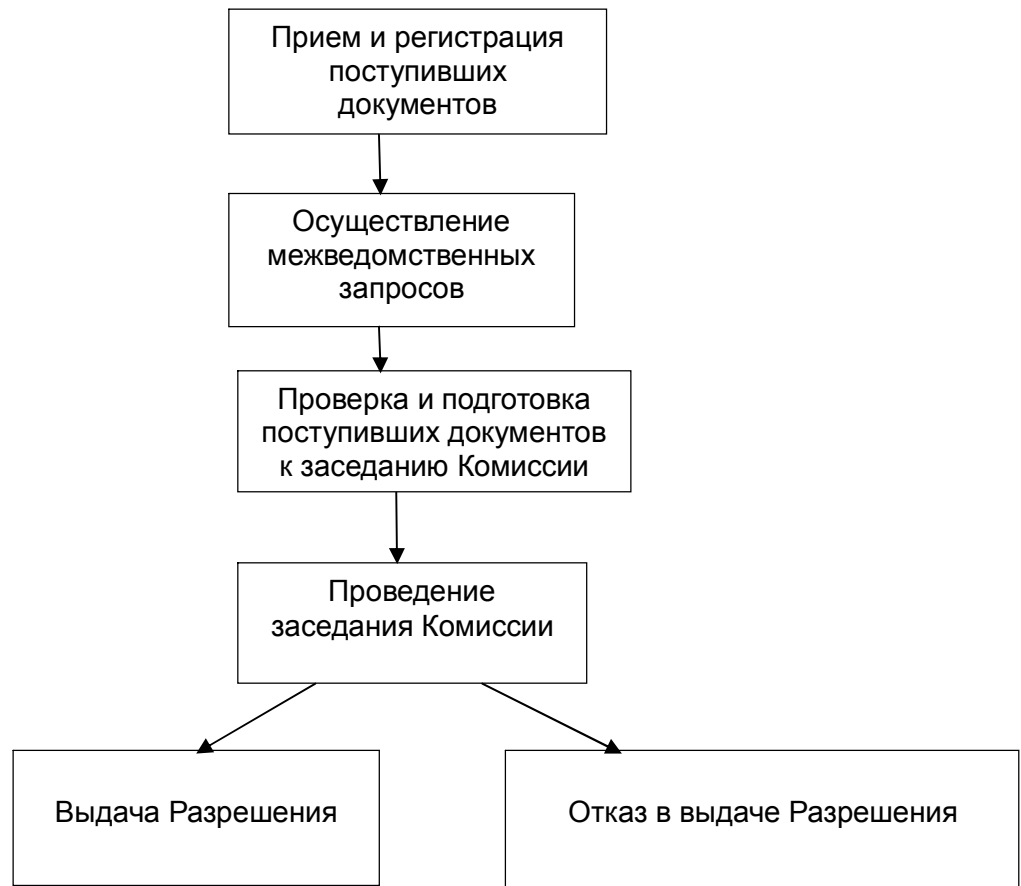 Прием и регистрация
поступивших
документов
Осуществление
межведомственных
запросов
Проверка и подготовка
поступивших документов
к заседанию Комиссии
Проведение
заседания Комиссии
Выдача Разрешения
Отказ в выдаче Разрешения